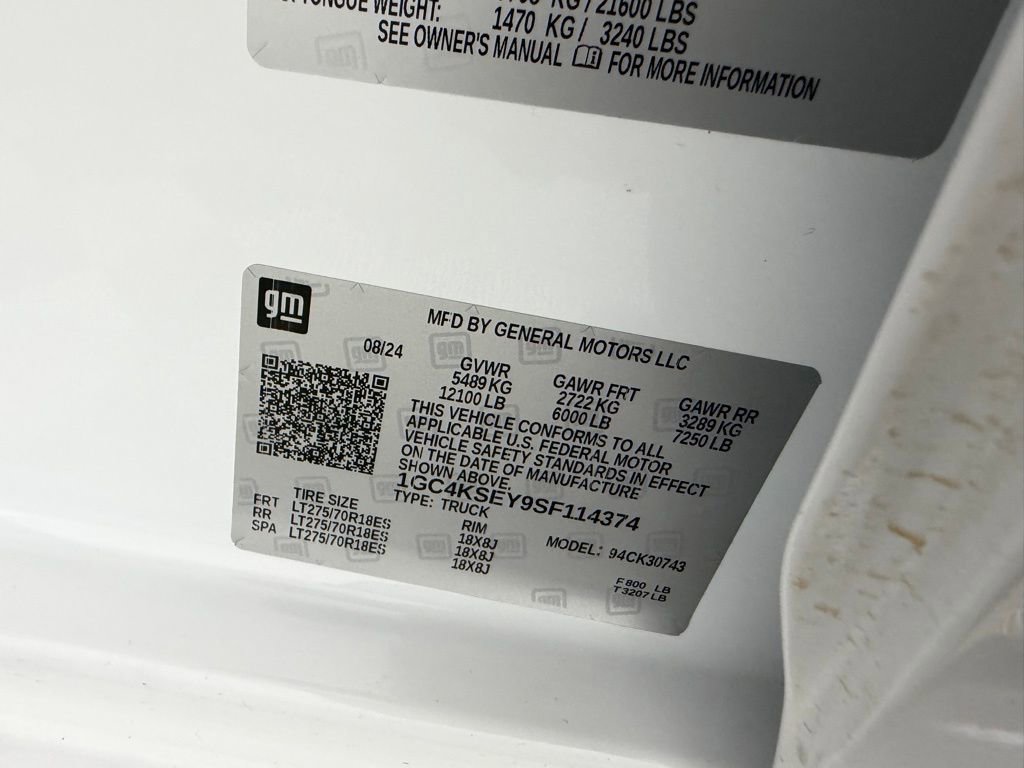 TONGUE WEIGHT:
KG/21600 LBS
1470 KG/ 3240 LBS
SEE OWNER'S MANUAL FOR MORE INFORMATION
gm
MFD BY GENERAL MOTORS LLC
08/24
GVWR GAWR FRT GAWR RR
5489 KG 2722 KG 3289 KG
12100 LB 6000 LB 7250 LB
THIS VEHICLE CONFORMS TO ALL
APPLICABLE U.S. FEDERAL MOTOR
VEHICLE SAFETY STANDARDS IN EFFECT
ON THE DATE OF MANUFACTURE
SHOWN ABOVE.
1GC4KSEY9SF114374
TYPE: TRUCK
MODEL: 94CK30743
TIRE SIZE RIM
FRT LT275/70R18ES 18X8J
RR LT275/70R18ES 18X8J
SPA LT275/70R18ES 18X8J
F 800 LB
T 3207 LB